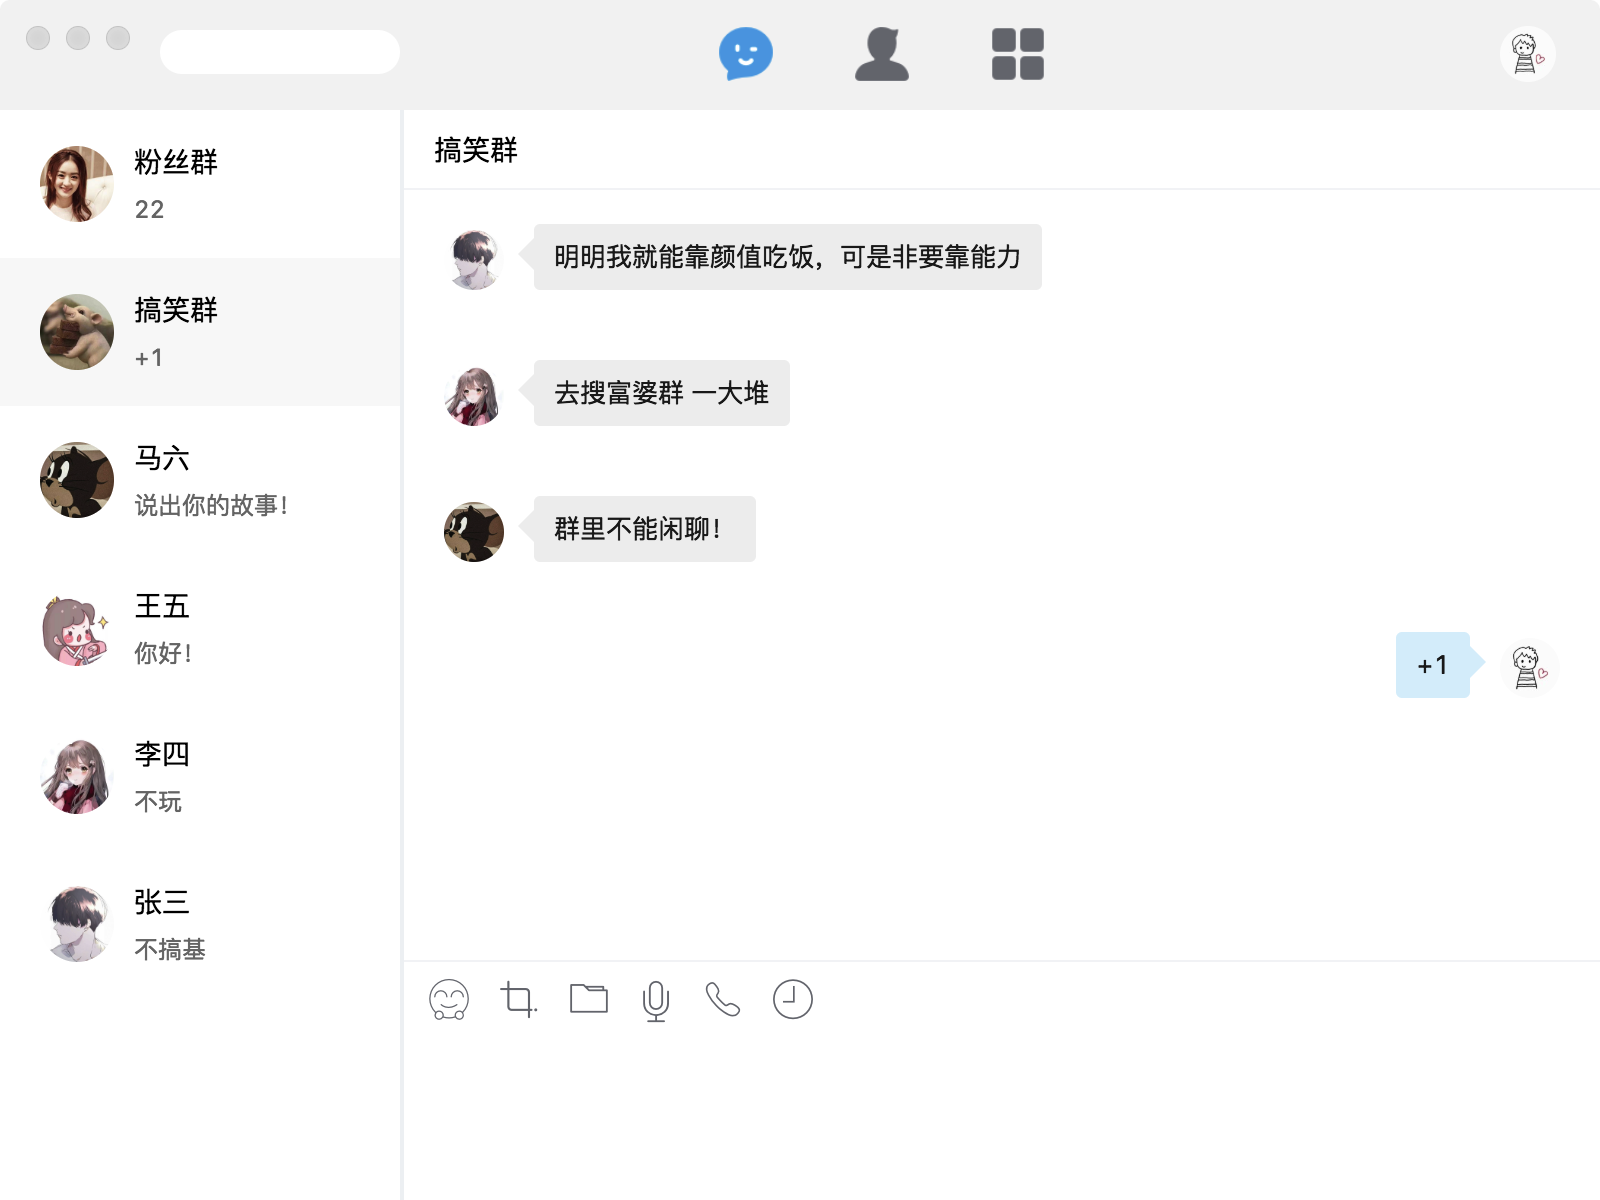 粉丝群
22
搞笑群
+1
马六
说出你的故事！
王五
你好！
李四
不玩
张三
不搞基
搞笑群
明明我就能靠颜值吃饭，可是非要靠能力
去搜富婆群 一大堆
群里不能闲聊！
+1